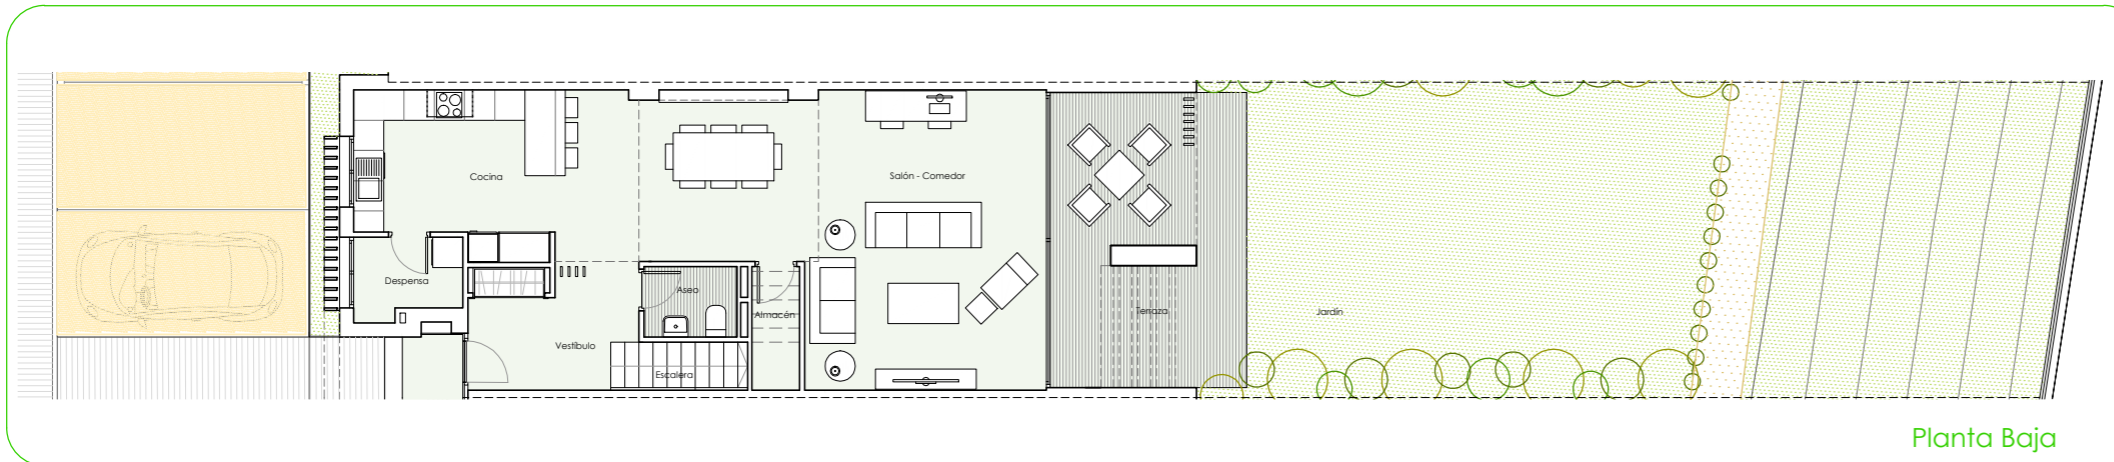 Cocina
Salón - Comedor
Despensa
Aseo
Almacén
Terraza
Jardín
Vestíbulo
Escalera
Planta Baja